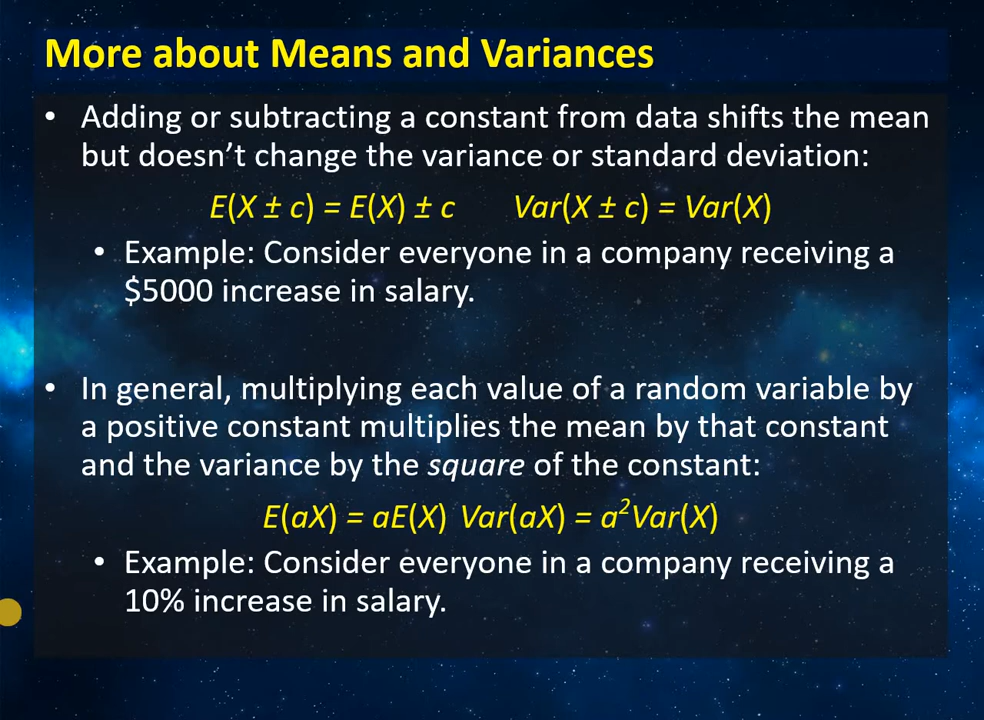 More about Means and Variances
• Adding or subtracting a constant from data shifts the mean
but doesn’t change the variance or standard deviation:
E(X ± c) = E(X) ± c Var(X ± c) = Var(X)
• Example: Consider everyone in a company receiving a
$5000 increase in salary.
• In general, multiplying each value of a random variable by
a positive constant multiplies the mean by that constant
and the variance by the square of the constant:
E(aX) = aE(X) Var(aX) = a²Var(X)
• Example: Consider everyone in a company receiving a
10% increase in salary.